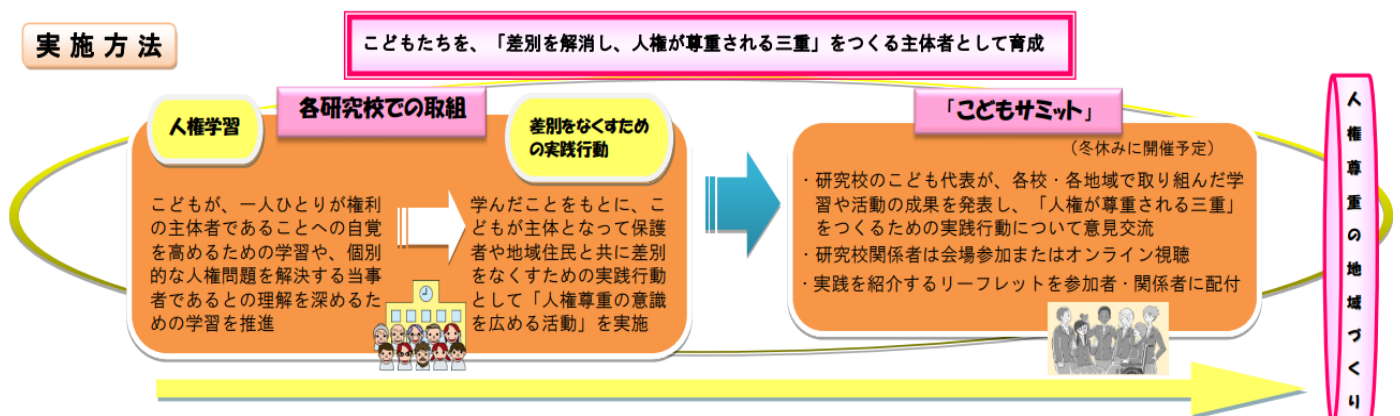 実施方法
こどもたちを、「差別を解消し、人権が尊重される三重」をつくる主体者として育成
各研究校での取組
人権学習
こどもが、一人ひとりが権利
の主体者であることへの自覚
を高めるための学習や、個別
的な人権問題を解決する当事
者であるとの理解を深めるた
めの学習を推進
差別をなくすため
の実践行動
学んだことをもとに、こ
どもが主体となって保護
者や地域住民と共に差別
をなくすための実践行動
として「人権尊重の意識
を広める活動」を実施
「こどもサミット」
（冬休みに開催予定）
・研究校のこども代表が、各校・各地域で取り組んだ学
習や活動の成果を発表し、「人権が尊重される三重」
をつくるための実践行動について意見交流
・研究校関係者は会場参加またはオンライン視聴
・実践を紹介するリーフレットを参加者・関係者に配付
人権尊重の地域づくり